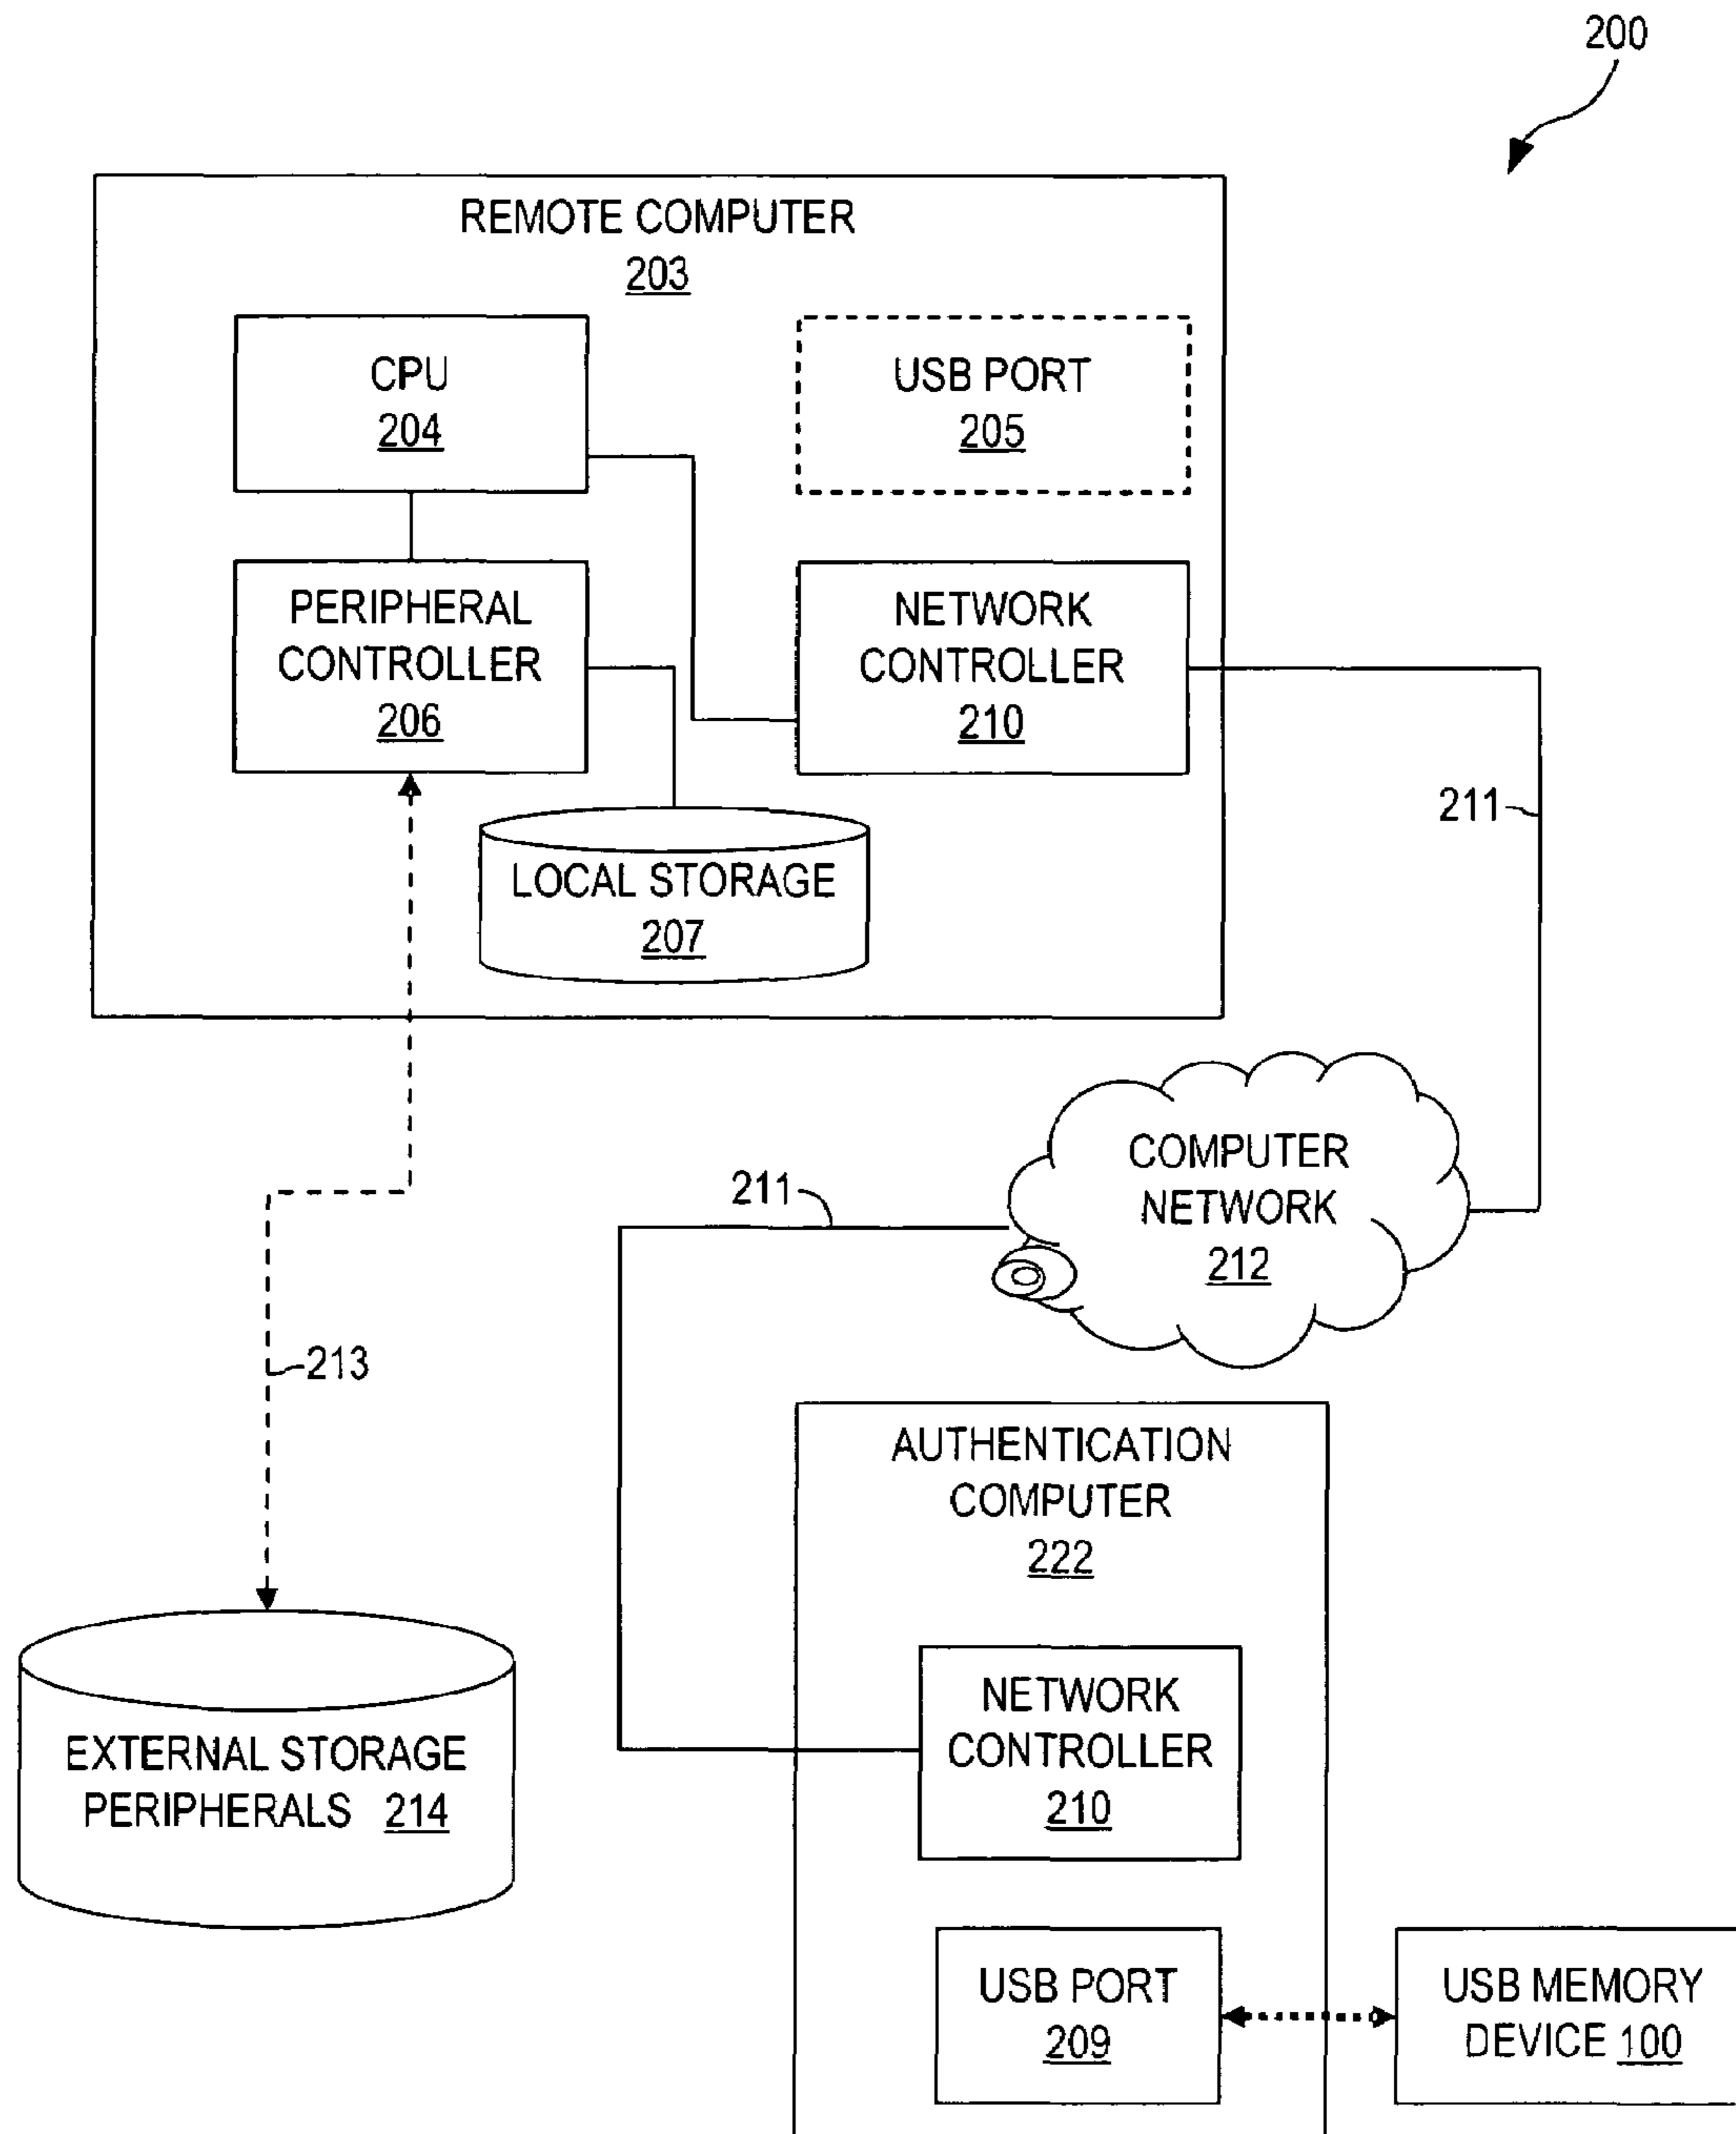 200
REMOTE COMPUTER
203
CPU
204
USB PORT
205
PERIPHERAL
CONTROLLER
206
NETWORK
CONTROLLER
210
211
LOCAL STORAGE
207
COMPUTER
NETWORK
212
211
213
AUTHENTICATION
COMPUTER
222
NETWORK
CONTROLLER
210
EXTERNAL STORAGE
PERIPHERALS 214
USB PORT
209
USB MEMORY
DEVICE 100